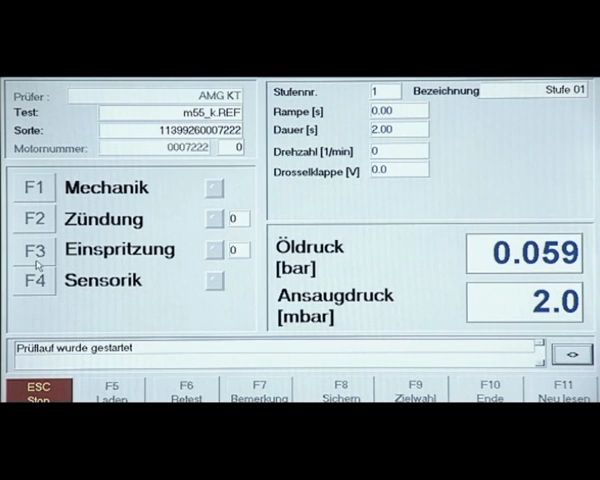 Prüfer : AMG KT
Test: m55_k.REF
Sorte: 11399260007222
Motornummer: 0007222 0
Stufennr. 1 Bezeichnung Stufe 01
Rampe [s] 0.00
Dauer [s] 2.00
Drehzahl [1/min] 0
Drosselklappe [V] 0.0
F1 Mechanik
F2 Zündung 0
F3 Einspritzung 0
F4 Sensorik
Öldruck
[bar] 0.059
Ansaugdruck
[mbar] 2.0
Prüflauf wurde gestartet
<>
ESC F5 F6 F7 F8 F9 F10 F11
Stop Laden Retest Bemerkung Sichern Zielwahl Ende Neu lesen